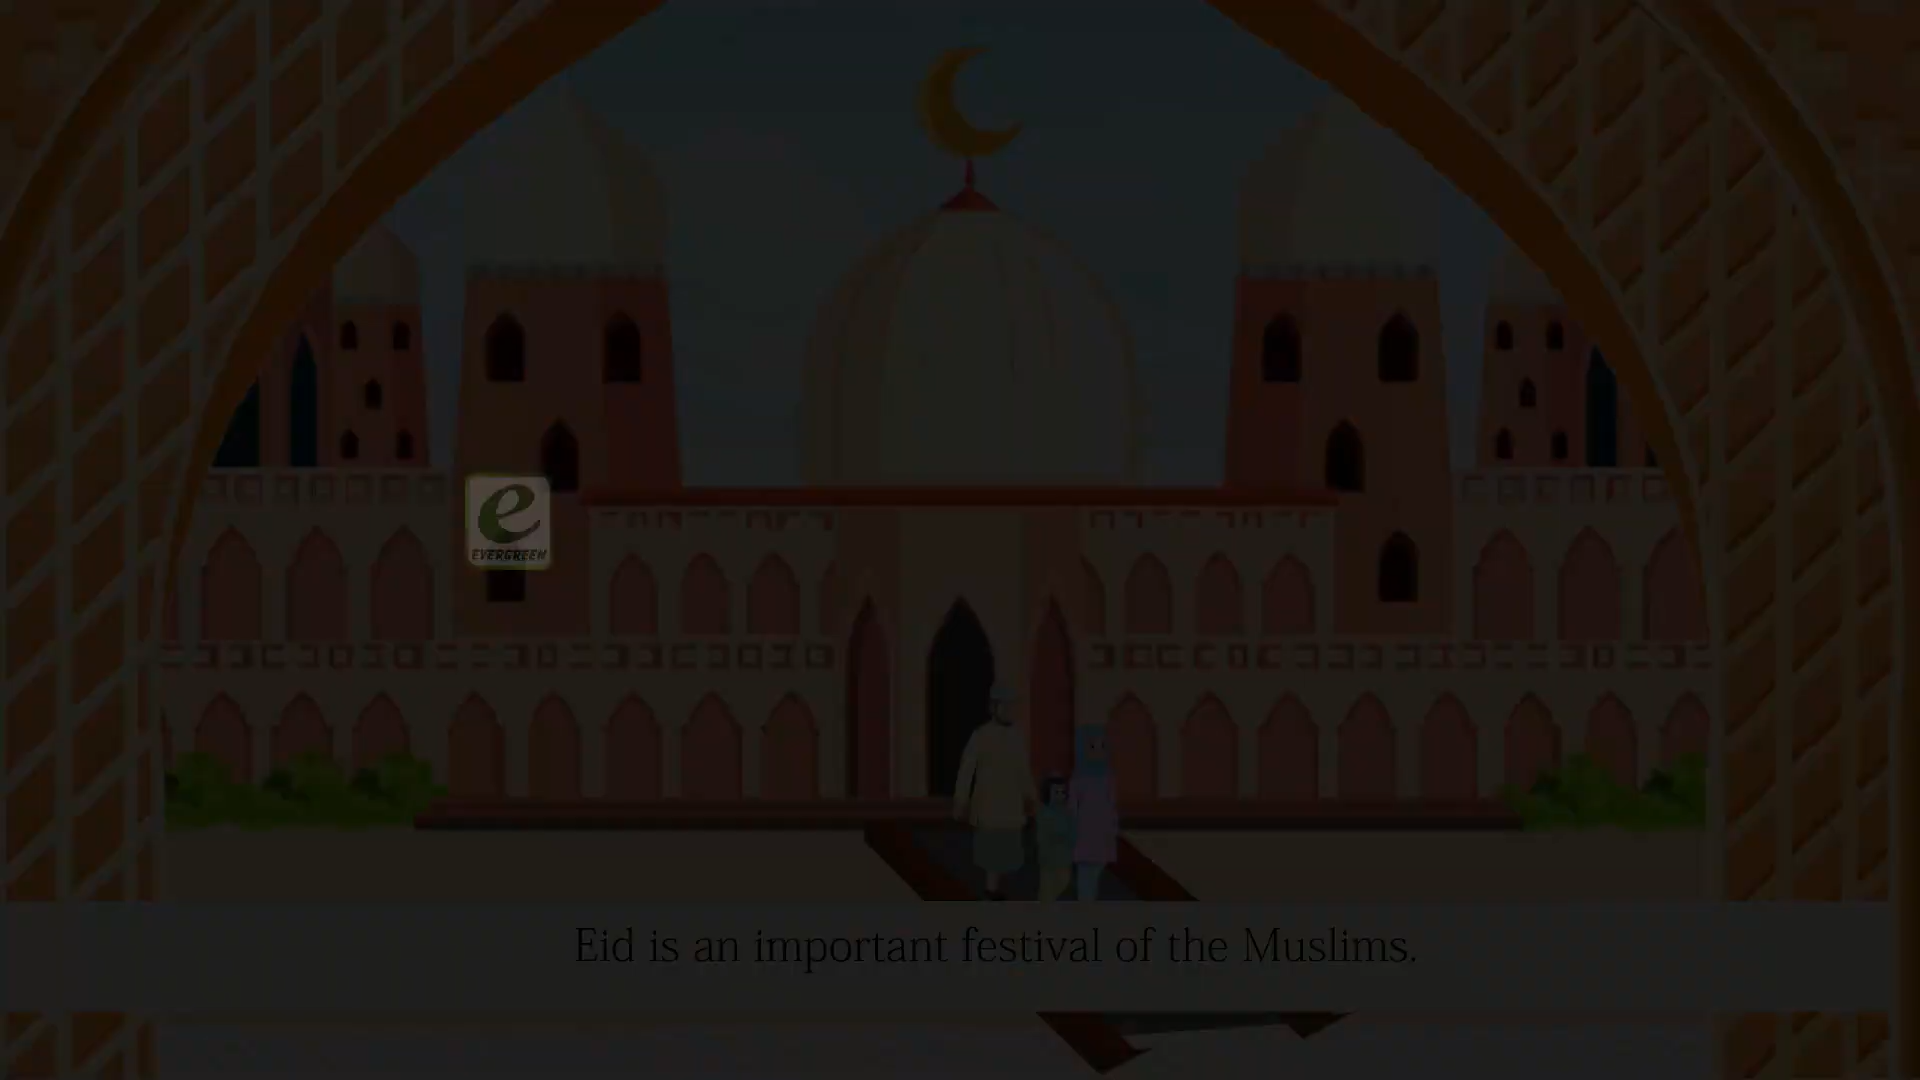 e
EVERGREEN
Eid is an important festival of the Muslims.